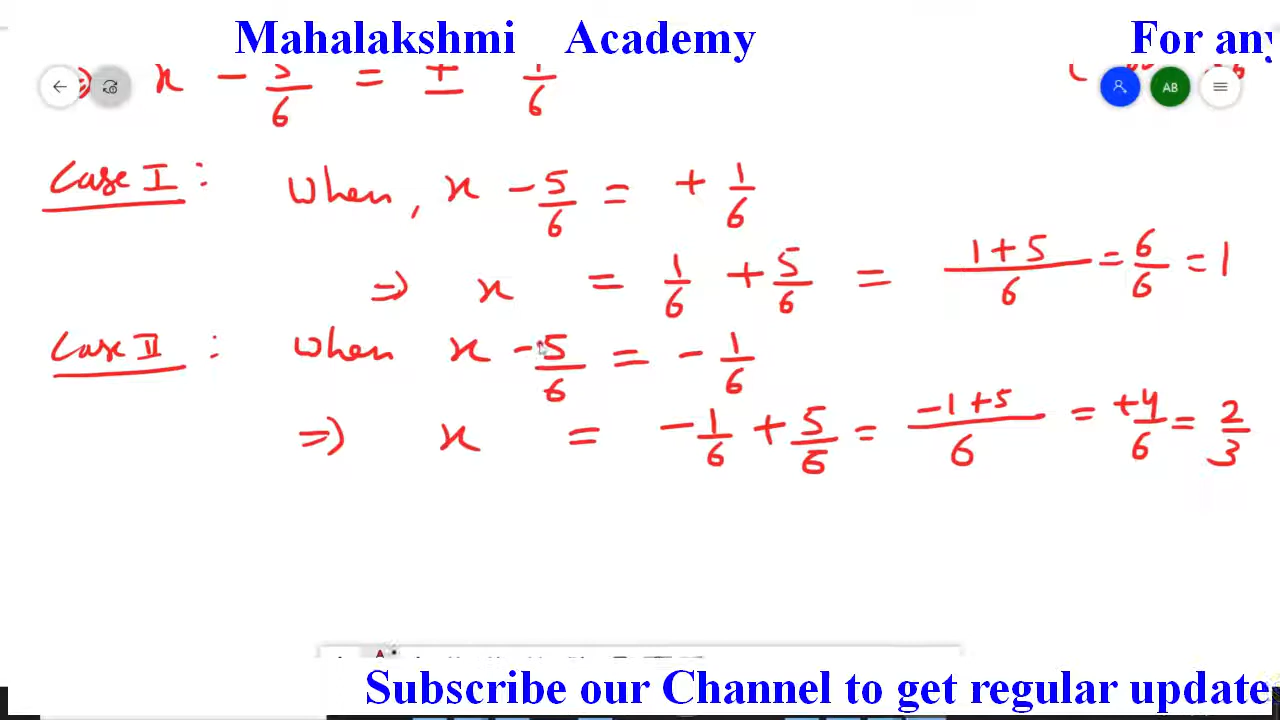 Mahalakshmi Academy For any
⇒ x - 5/6 = ± 1/6
Case I : When, x - 5/6 = + 1/6
⇒ x = 1/6 + 5/6 = (1+5)/6 = 6/6 = 1
Case II : When x - 5/6 = - 1/6
⇒ x = -1/6 + 5/6 = (-1+5)/6 = +4/6 = 2/3
AB
Subscribe our Channel to get regular update